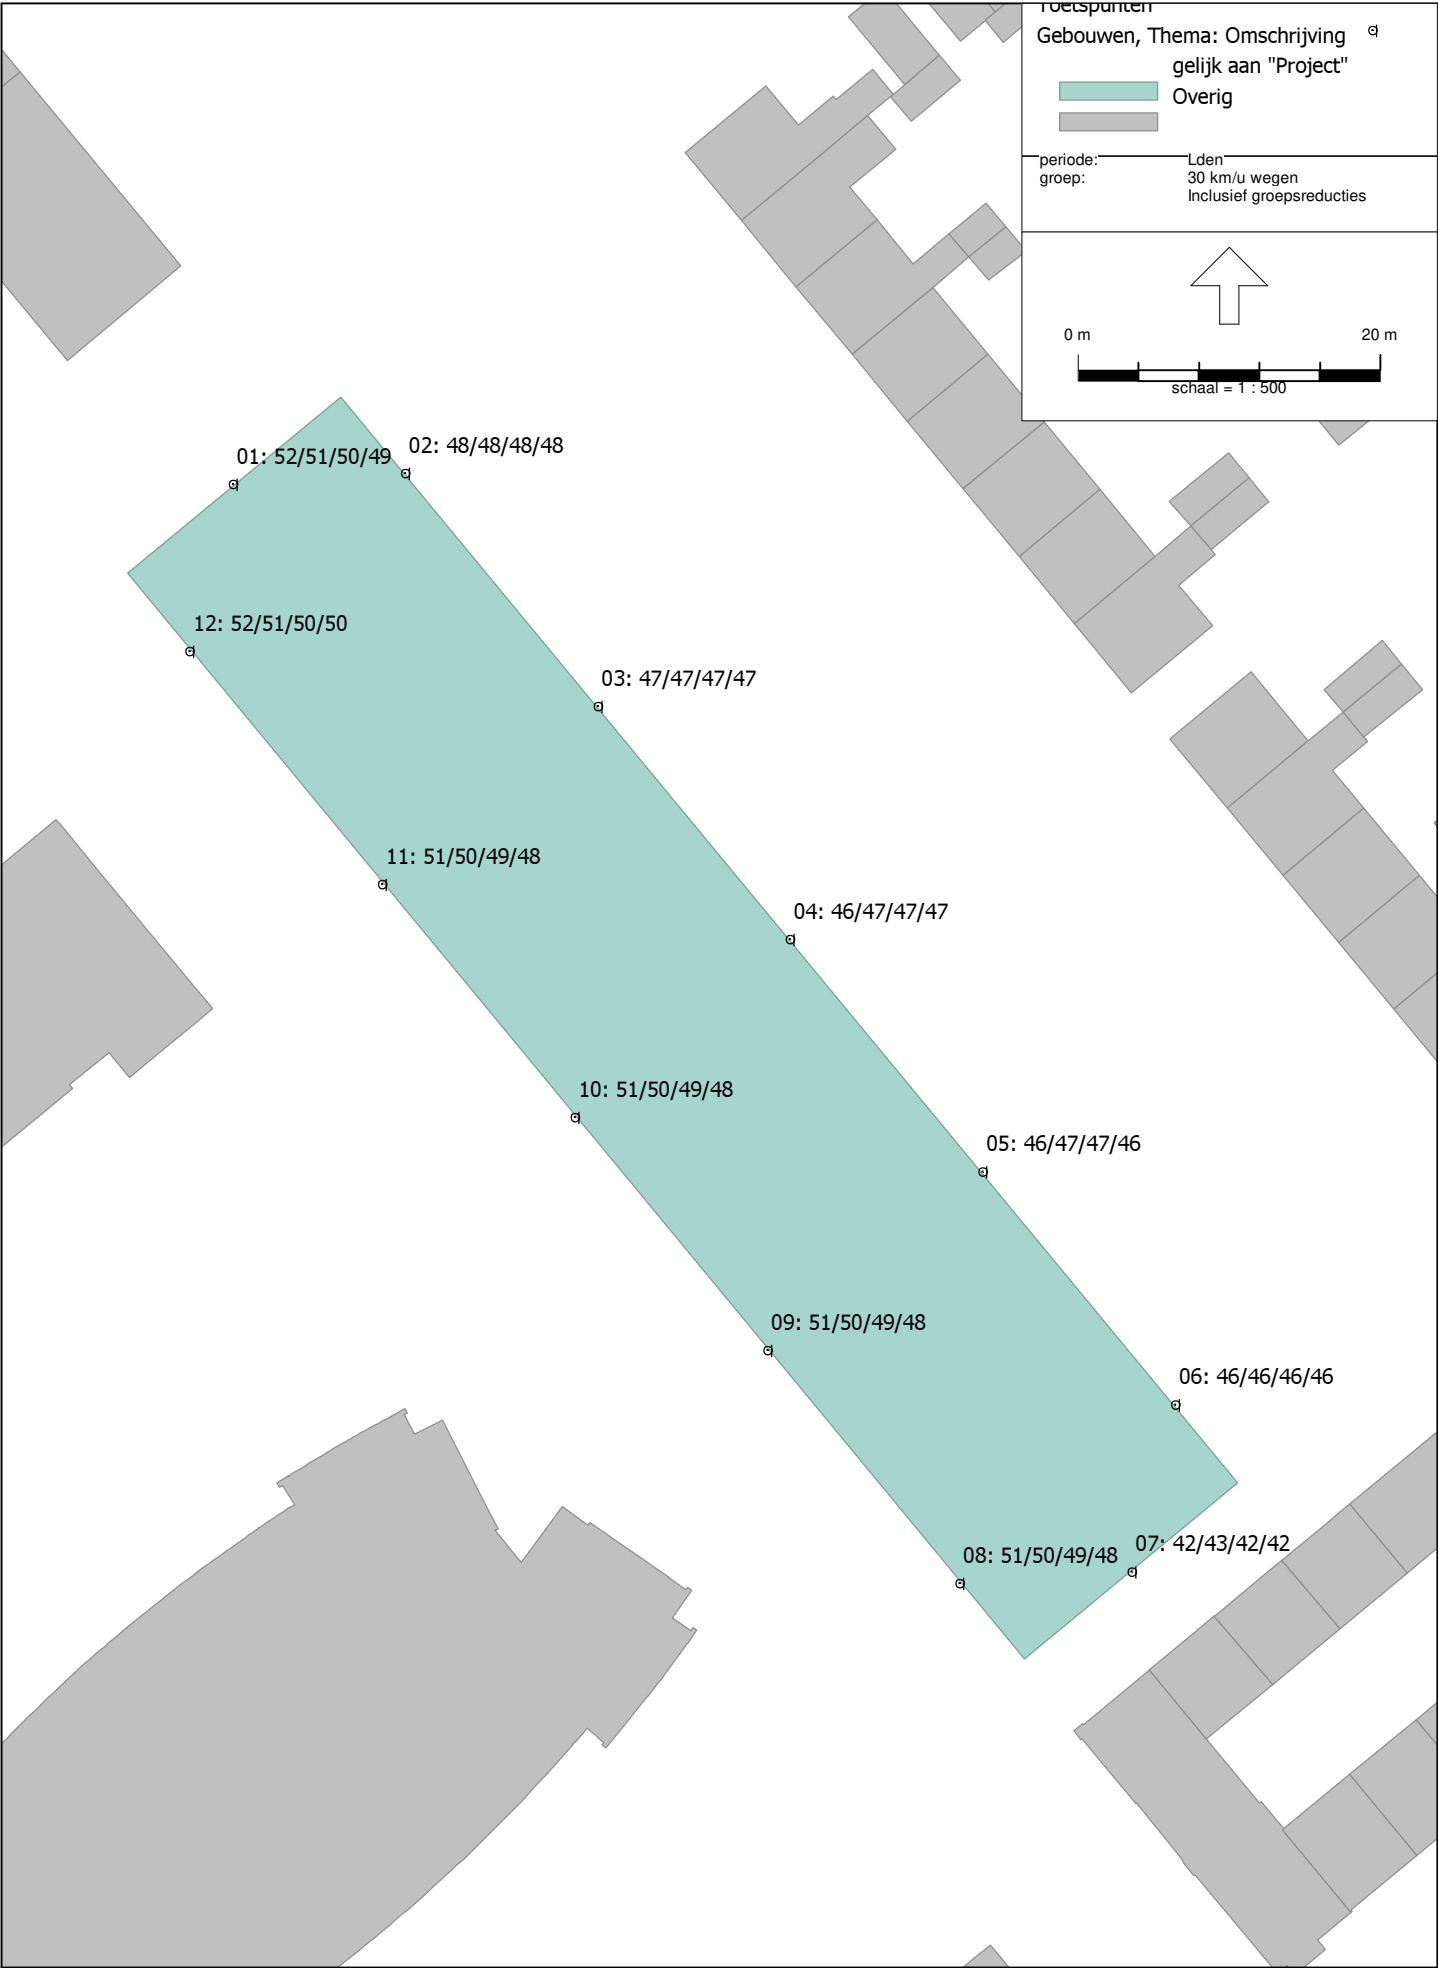 Toetspunten
Gebouwen, Thema: Omschrijving
gelijk aan "Project"
Overig
periode: Lden
groep: 30 km/u wegen
Inclusief groepsreducties
0 m 20 m
schaal = 1 : 500
02: 48/48/48/48
01: 52/51/50/49
12: 52/51/50/50
03: 47/47/47/47
11: 51/50/49/48
04: 46/47/47/47
10: 51/50/49/48
05: 46/47/47/46
09: 51/50/49/48
06: 46/46/46/46
07: 42/43/42/42
08: 51/50/49/48